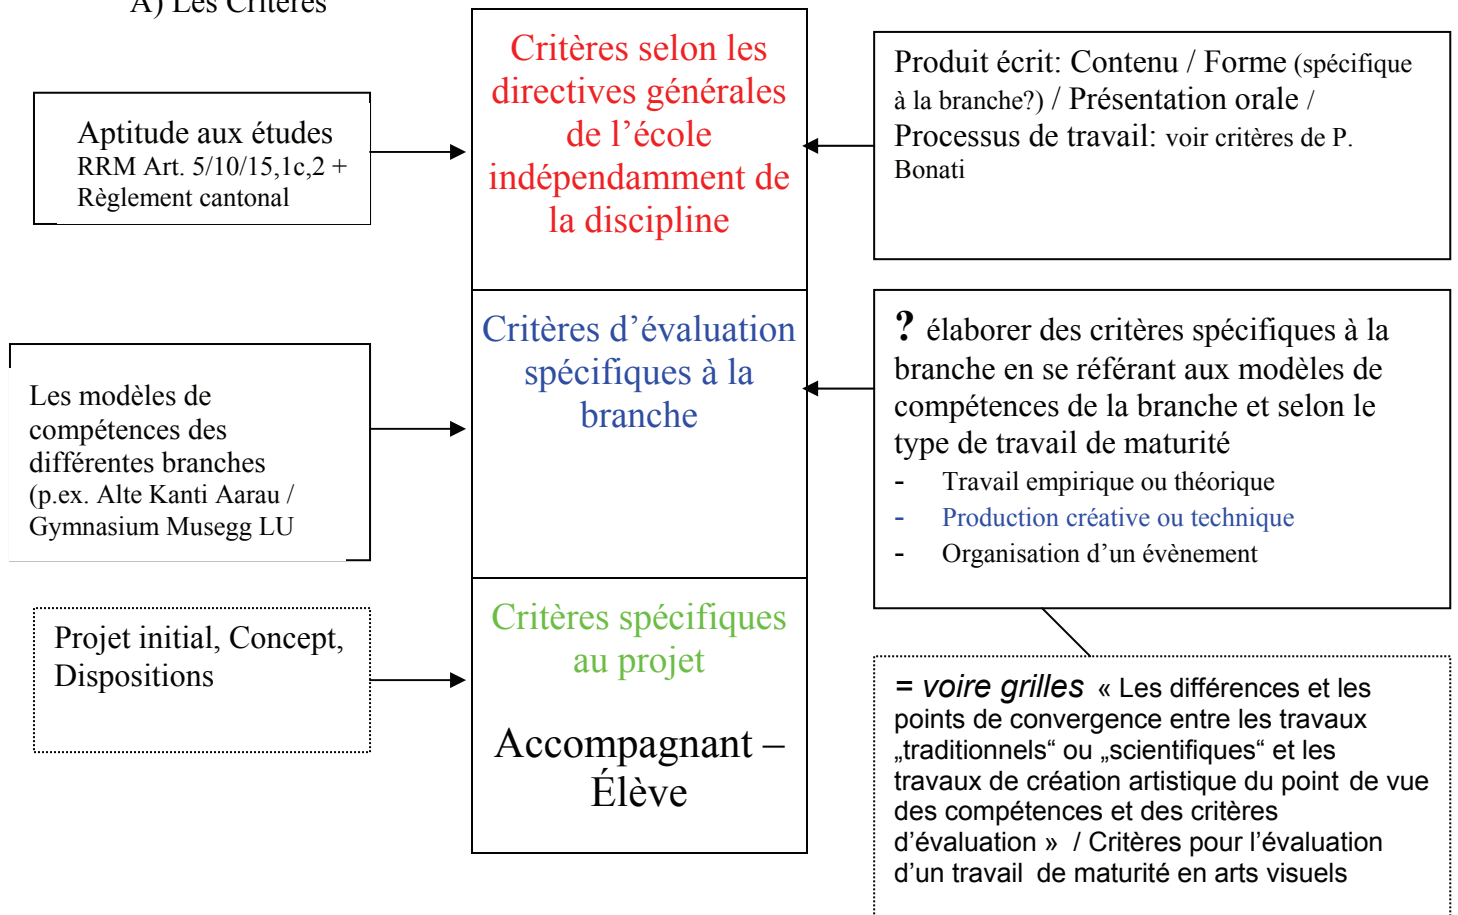 A) Les Critères
Critères selon les
directives générales
de l’école
indépendamment de
la discipline
Aptitude aux études
RRM Art. 5/10/15,1c,2 +
Règlement cantonal
Produit écrit: Contenu / Forme (spécifique
à la branche?) / Présentation orale /
Processus de travail: voir critères de P.
Bonati
Critères d’évaluation
spécifiques à la
branche
Les modèles de
compétences des
différentes branches
(p.ex. Alte Kanti Aarau /
Gymnasium Musegg LU
? élaborer des critères spécifiques à la
branche en se référant aux modèles de
compétences de la branche et selon le
type de travail de maturité
- Travail empirique ou théorique
- Production créative ou technique
- Organisation d’un évènement
Critères spécifiques
au projet
Accompagnant –
Élève
Projet initial, Concept,
Dispositions
= voire grilles « Les différences et les
points de convergence entre les travaux
„traditionnels“ ou „scientifiques“ et les
travaux de création artistique du point de vue
des compétences et des critères
d’évaluation » / Critères pour l’évaluation
d’un travail de maturité en arts visuels